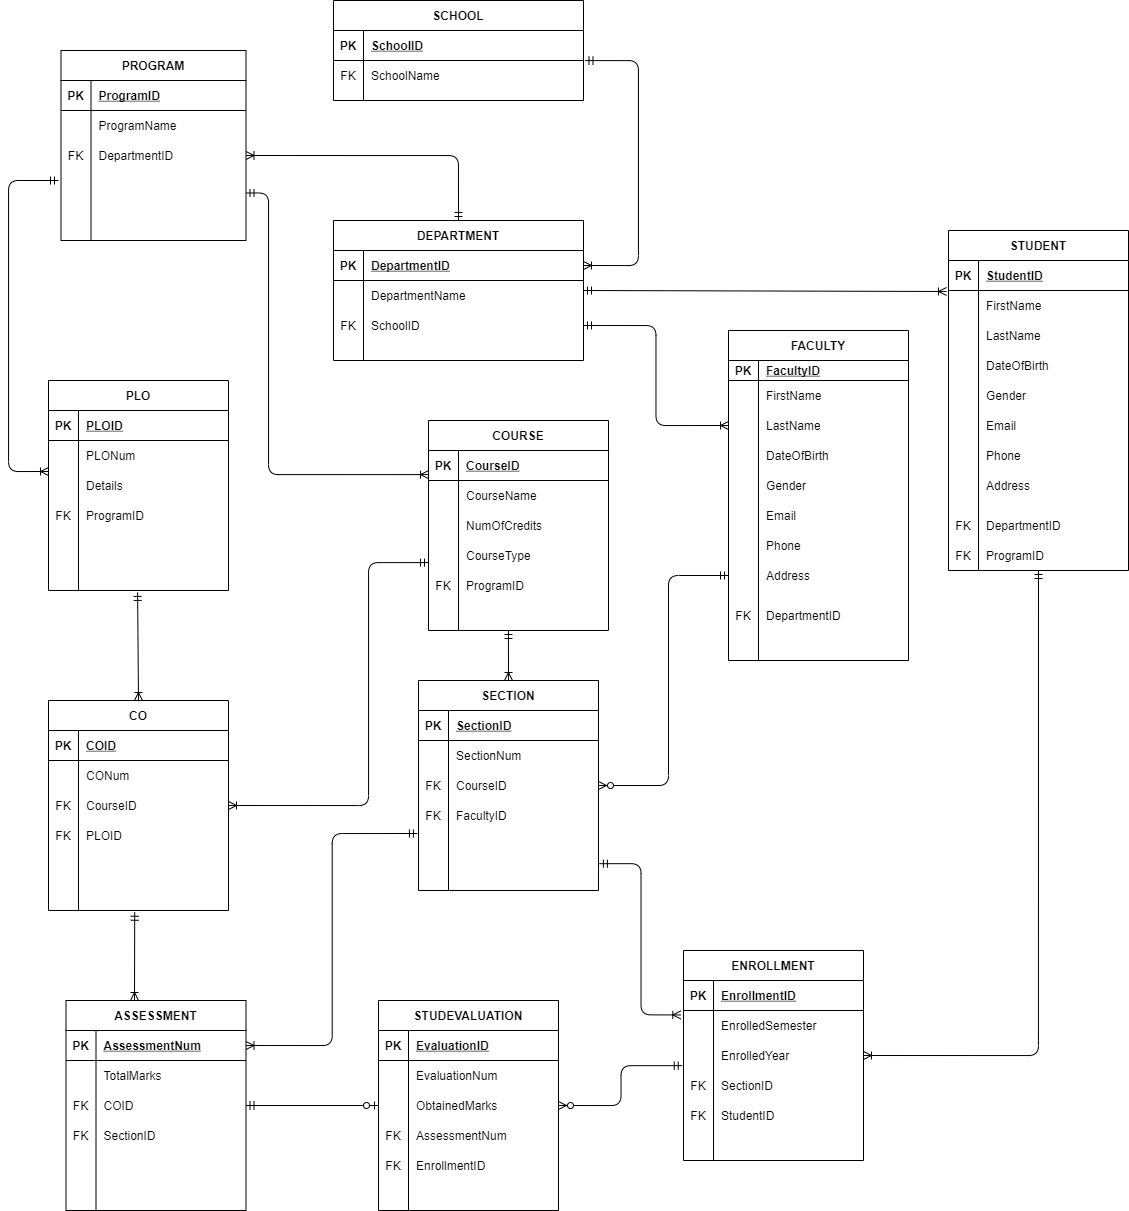 SCHOOL
PK SchoolID
FK SchoolName
PROGRAM
PK ProgramID
ProgramName
FK DepartmentID
DEPARTMENT
PK DepartmentID
DepartmentName
FK SchoolID
STUDENT
PK StudentID
FirstName
LastName
DateOfBirth
Gender
Email
Phone
Address
FK DepartmentID
FK ProgramID
FACULTY
PK FacultyID
FirstName
LastName
DateOfBirth
Gender
Email
Phone
Address
FK DepartmentID
PLO
PK PLOID
PLONum
Details
FK ProgramID
COURSE
PK CourseID
CourseName
NumOfCredits
CourseType
FK ProgramID
CO
PK COID
CONum
FK CourseID
FK PLOID
SECTION
PK SectionID
SectionNum
FK CourseID
FK FacultyID
ENROLLMENT
PK EnrollmentID
EnrolledSemester
EnrolledYear
FK SectionID
FK StudentID
ASSESSMENT
PK AssessmentNum
TotalMarks
FK COID
FK SectionID
STUDEVALUATION
PK EvaluationID
EvaluationNum
ObtainedMarks
FK AssessmentNum
FK EnrollmentID